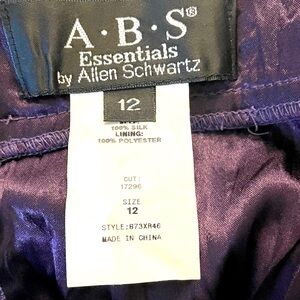 A·B·S®
Essentials
by Allen Schwartz
12
100% SILK
LINING:
100% POLYESTER
CUT:
17296
SIZE
12
STYLE: B73XR46
MADE IN CHINA